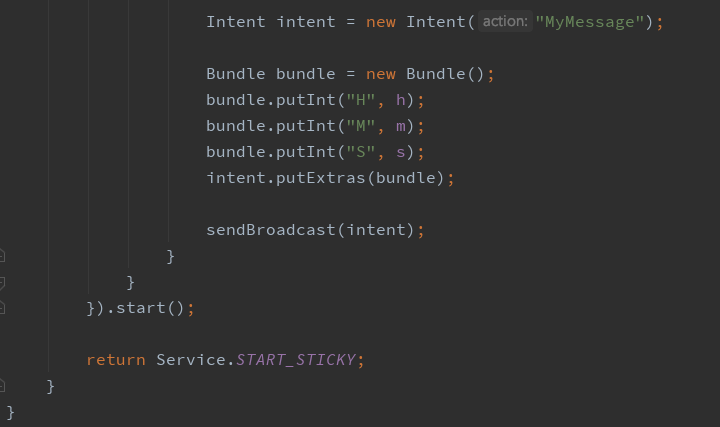 Intent intent = new Intent( action: "MyMessage");
Bundle bundle = new Bundle();
bundle.putInt("H", h);
bundle.putInt("M", m);
bundle.putInt("S", s);
intent.putExtras(bundle);
sendBroadcast(intent);
}
}
}).start();
return Service.START_STICKY;
}
}